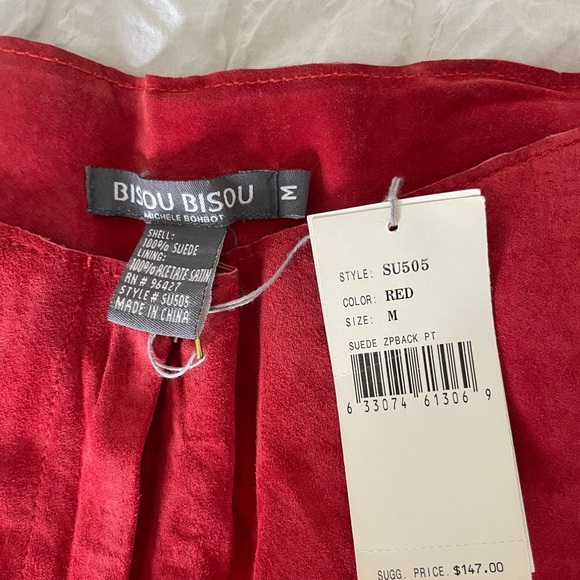 BISOU BISOU
MICHELE BOHBOT
M
SHELL:
100% SUEDE
LINING:
100% ACETATE SATIN
RN # 96427
STYLE # SU505
MADE IN CHINA
STYLE: SU505
COLOR: RED
SIZE: M
SUEDE ZPBACK PT
6 33074 61306 9
SUGG. PRICE. $147.00